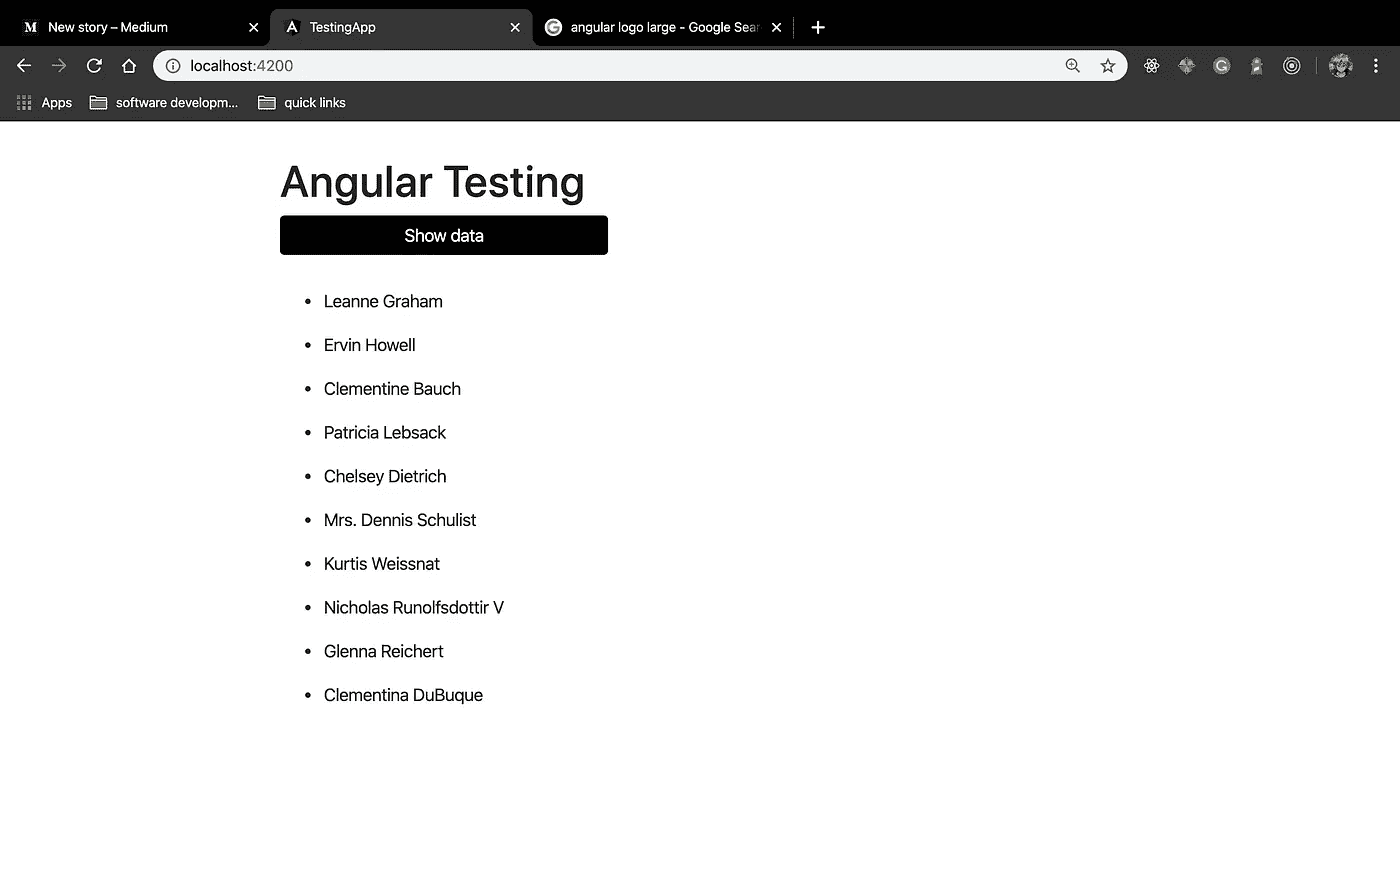 New story – Medium
TestingApp
angular logo large - Google Sear
localhost:4200
Apps
software developm...
quick links
Angular Testing
Show data
• Leanne Graham
• Ervin Howell
• Clementine Bauch
• Patricia Lebsack
• Chelsey Dietrich
• Mrs. Dennis Schulist
• Kurtis Weissnat
• Nicholas Runolfsdottir V
• Glenna Reichert
• Clementina DuBuque